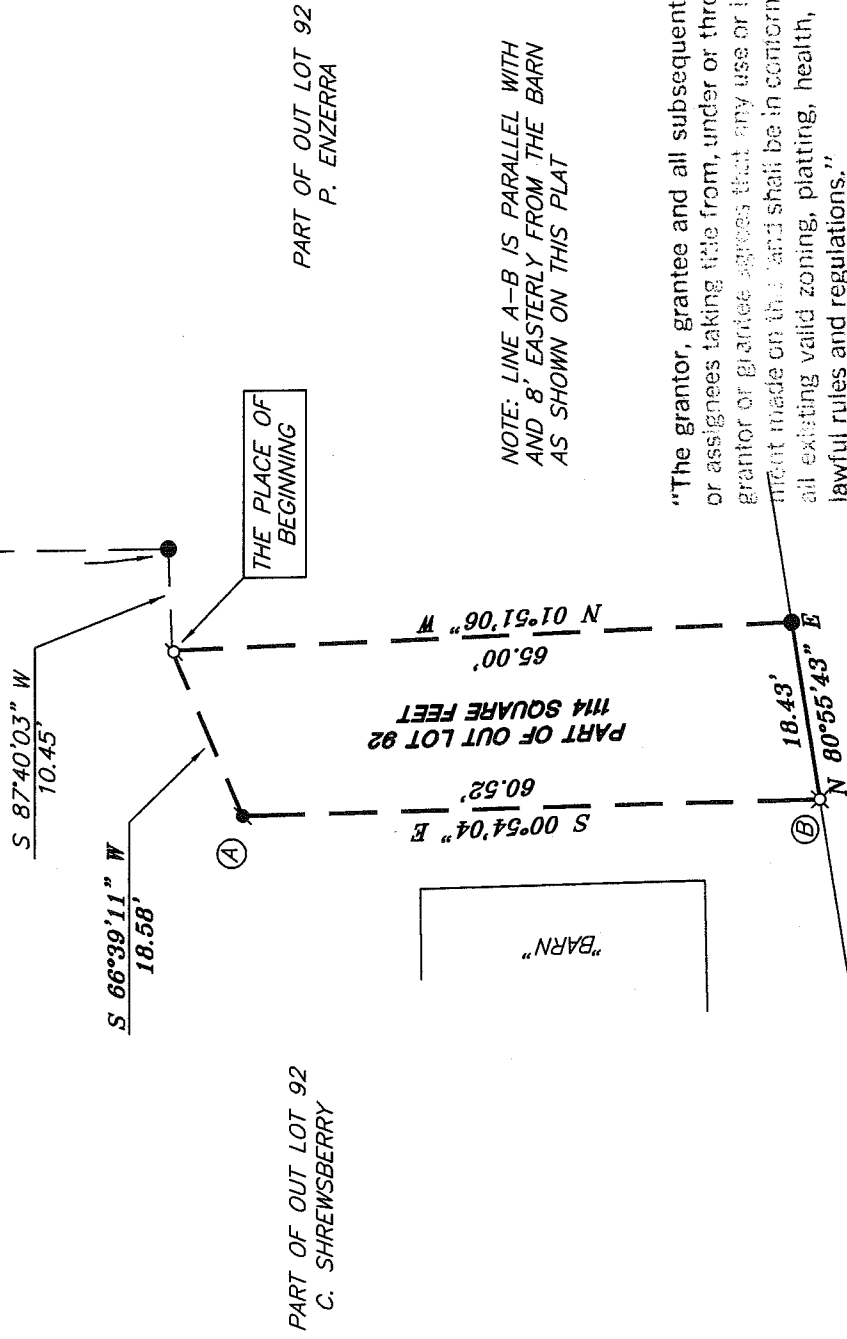 S 87°40'03" W
10.45'
S 66°39'11" W
18.58'
THE PLACE OF
BEGINNING
PART OF OUT LOT 92
P. ENZERRA
PART OF OUT LOT 92
C. SHREWSBERRY
NOTE: LINE A-B IS PARALLEL WITH
AND 8' EASTERLY FROM THE BARN
AS SHOWN ON THIS PLAT
A
S 00°54'04" E
60.52'
PART OF OUT LOT 92
1114 SQUARE FEET
N 01°51'06" W
65.00'
"BARN"
B
18.43'
N 80°55'43" E
"The grantor, grantee and all subsequent
or assignees taking title from, under or thro
grantor or grantee agrees that any use or i
ment made on this land shall be in conform
all existing valid zoning, platting, health,
lawful rules and regulations."